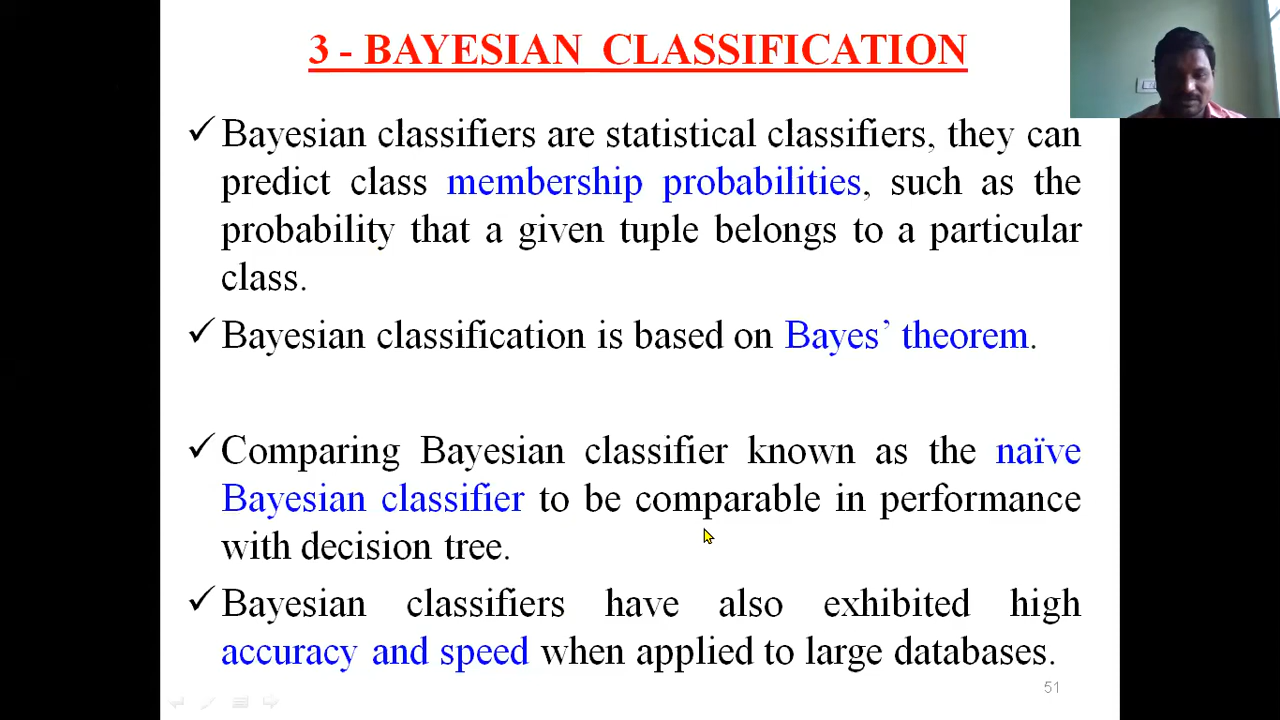 3 - BAYESIAN CLASSIFICATION
✓ Bayesian classifiers are statistical classifiers, they can
predict class membership probabilities, such as the
probability that a given tuple belongs to a particular
class.
✓ Bayesian classification is based on Bayes’ theorem.
✓ Comparing Bayesian classifier known as the naïve
Bayesian classifier to be comparable in performance
with decision tree.
✓ Bayesian classifiers have also exhibited high
accuracy and speed when applied to large databases.
51